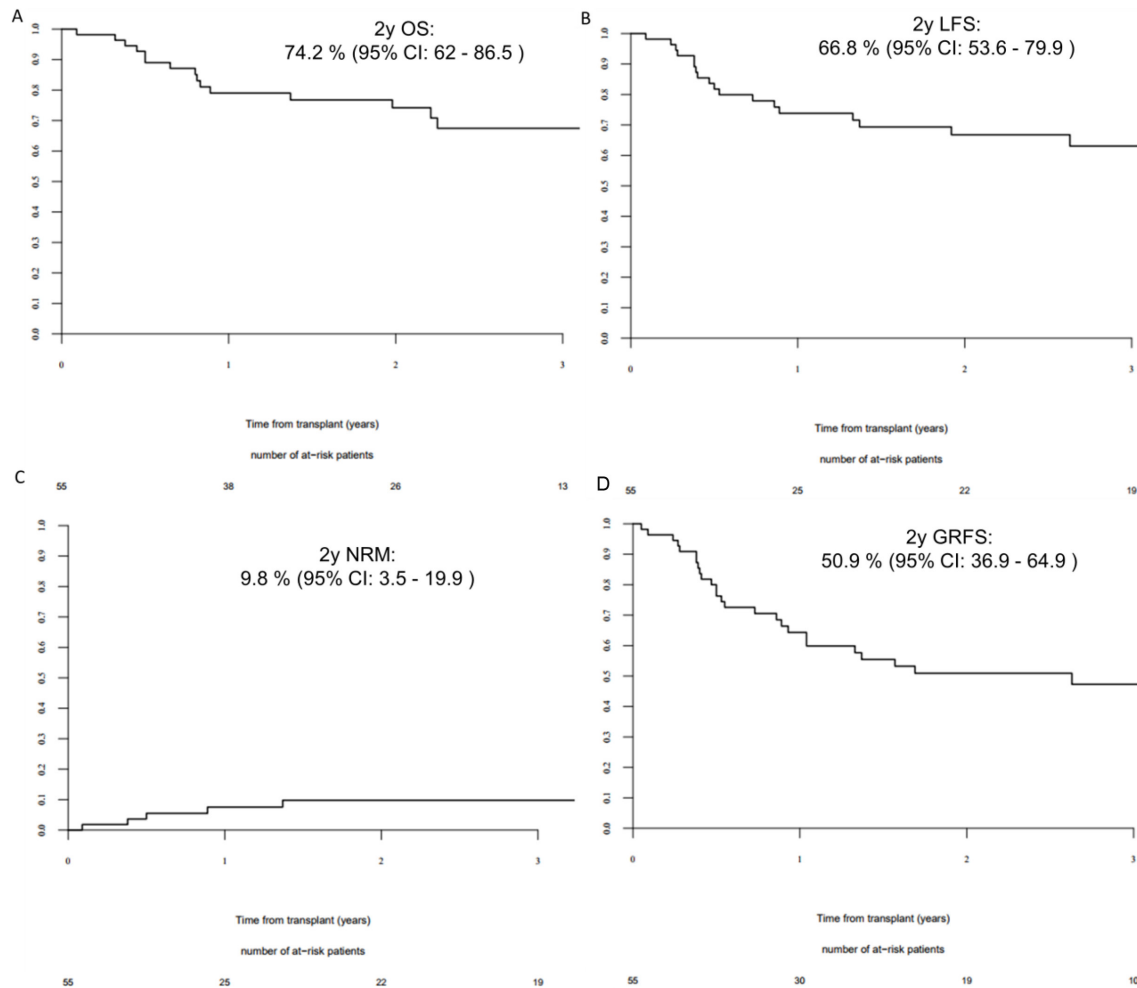 A
2y OS:
74.2 % (95% CI: 62 - 86.5 )
1.0
0.9
0.8
0.7
0.6
0.5
0.4
0.3
0.2
0.1
0.0
0 1 2 3
Time from transplant (years)
number of at-risk patients
55 38 26 13
B
2y LFS:
66.8 % (95% CI: 53.6 - 79.9 )
1.0
0.9
0.8
0.7
0.6
0.5
0.4
0.3
0.2
0.1
0.0
0 1 2 3
Time from transplant (years)
number of at-risk patients
55 25 22 19
C
2y NRM:
9.8 % (95% CI: 3.5 - 19.9 )
1.0
0.9
0.8
0.7
0.6
0.5
0.4
0.3
0.2
0.1
0.0
0 1 2 3
Time from transplant (years)
number of at-risk patients
55 25 22 19
D
2y GRFS:
50.9 % (95% CI: 36.9 - 64.9 )
1.0
0.9
0.8
0.7
0.6
0.5
0.4
0.3
0.2
0.1
0.0
0 1 2 3
Time from transplant (years)
number of at-risk patients
55 30 19 10